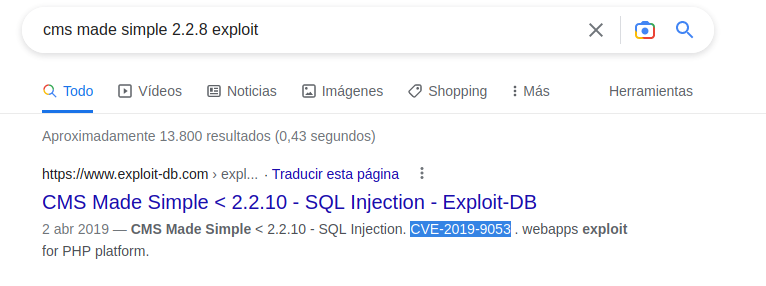 cms made simple 2.2.8 exploit
Todo Vídeos Noticias Imágenes Shopping Más Herramientas
Aproximadamente 13.800 resultados (0,43 segundos)
https://www.exploit-db.com › expl... · Traducir esta página
CMS Made Simple < 2.2.10 - SQL Injection - Exploit-DB
2 abr 2019 — CMS Made Simple < 2.2.10 - SQL Injection. CVE-2019-9053 . webapps exploit
for PHP platform.